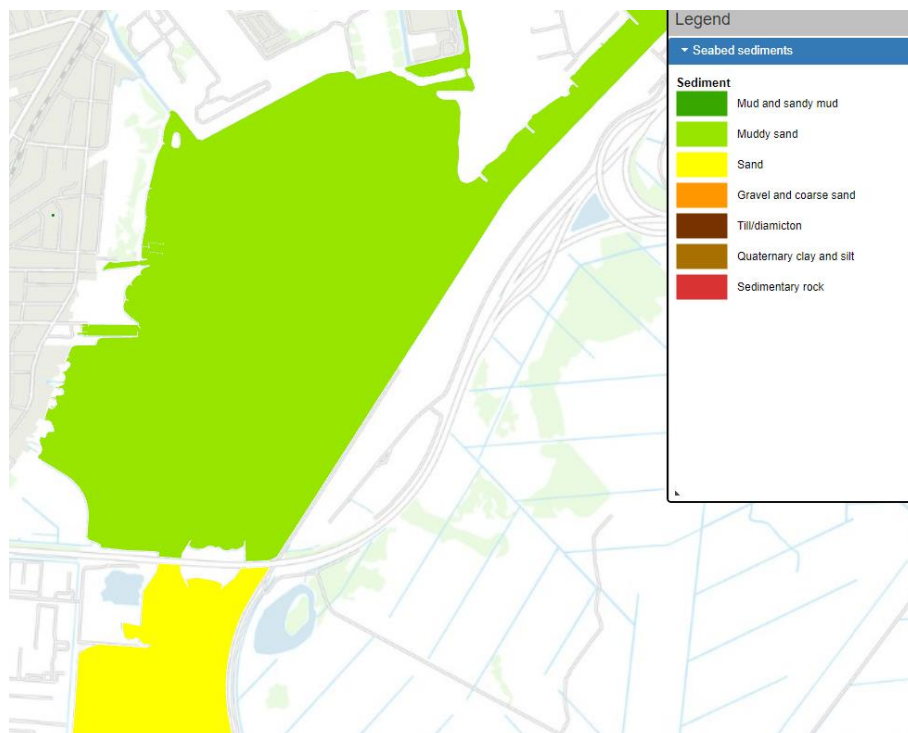 Legend
Seabed sediments
Sediment
Mud and sandy mud
Muddy sand
Sand
Gravel and coarse sand
Till/diamicton
Quaternary clay and silt
Sedimentary rock